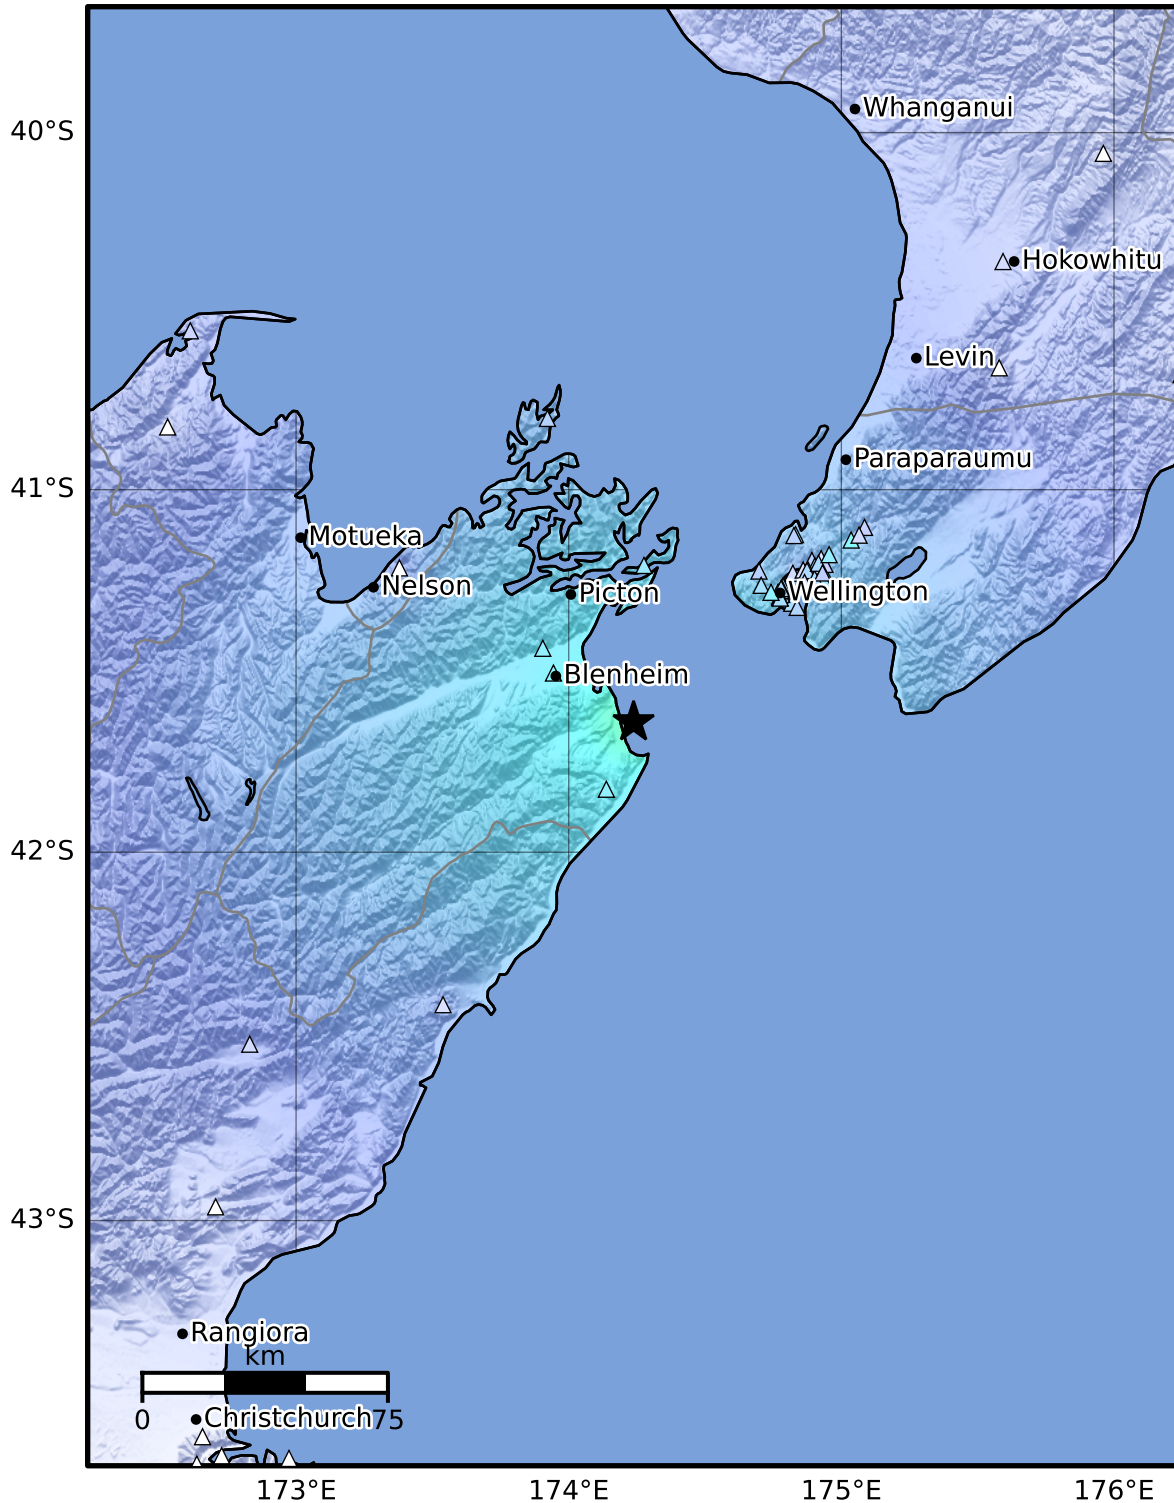 Whanganui
40°S
Hokowhitu
Levin
Paraparaumu
41°S
Motueka
Nelson
Picton
Wellington
Blenheim
42°S
43°S
Rangiora
km
0
Christchurch
75
173°E
174°E
175°E
176°E